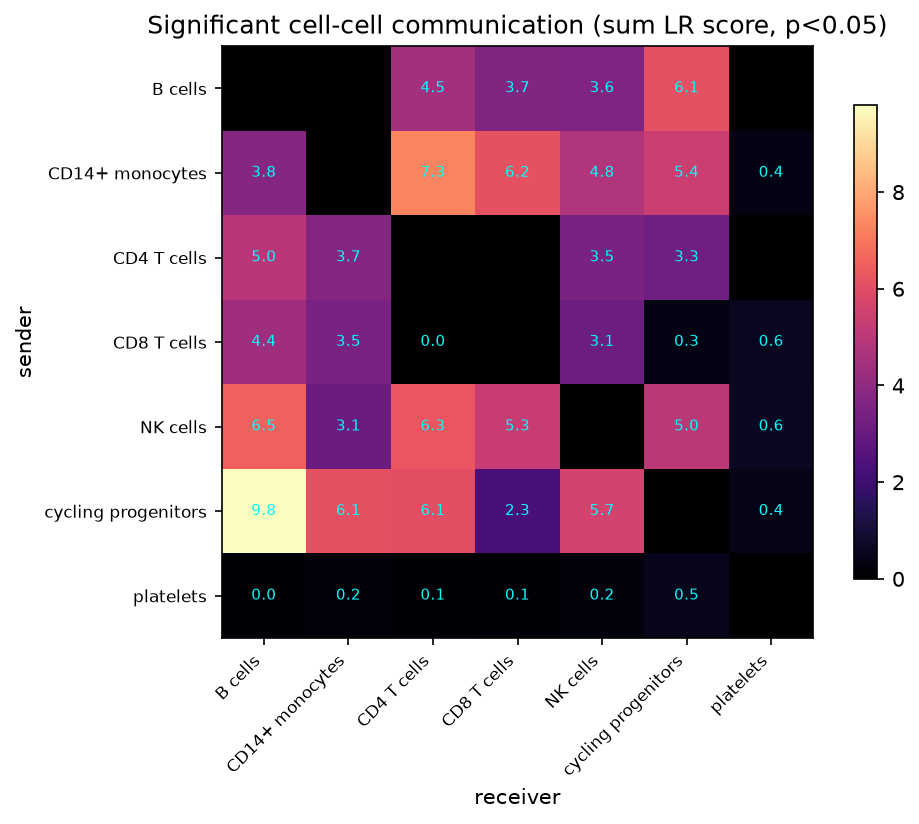 Significant cell-cell communication (sum LR score, p<0.05)
B cells 4.5 3.7 3.6 6.1
CD14+ monocytes 3.8 7.3 6.2 4.8 5.4 0.4
CD4 T cells 5.0 3.7 3.5 3.3
CD8 T cells 4.4 3.5 0.0 3.1 0.3 0.6
NK cells 6.5 3.1 6.3 5.3 5.0 0.6
cycling progenitors 9.8 6.1 6.1 2.3 5.7 0.4
platelets 0.0 0.2 0.1 0.1 0.2 0.5
sender
B cells
CD14+ monocytes
CD4 T cells
CD8 T cells
NK cells
cycling progenitors
platelets
receiver
8
6
4
2
0